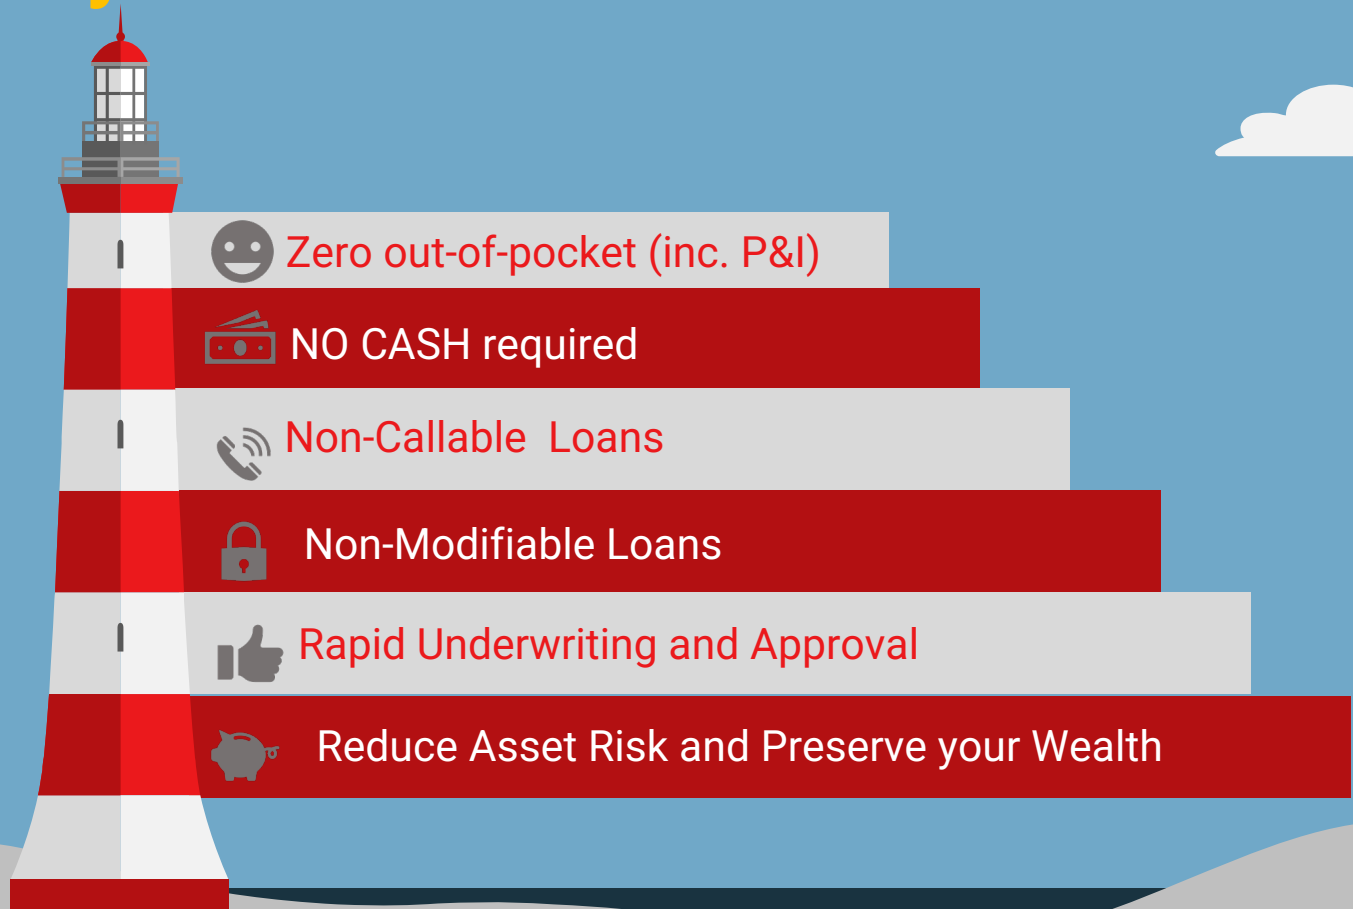 Zero out-of-pocket (inc. P&I)
NO CASH required
Non-Callable  Loans
Non-Modifiable Loans
Rapid Underwriting and Approval
Reduce Asset Risk and Preserve your Wealth